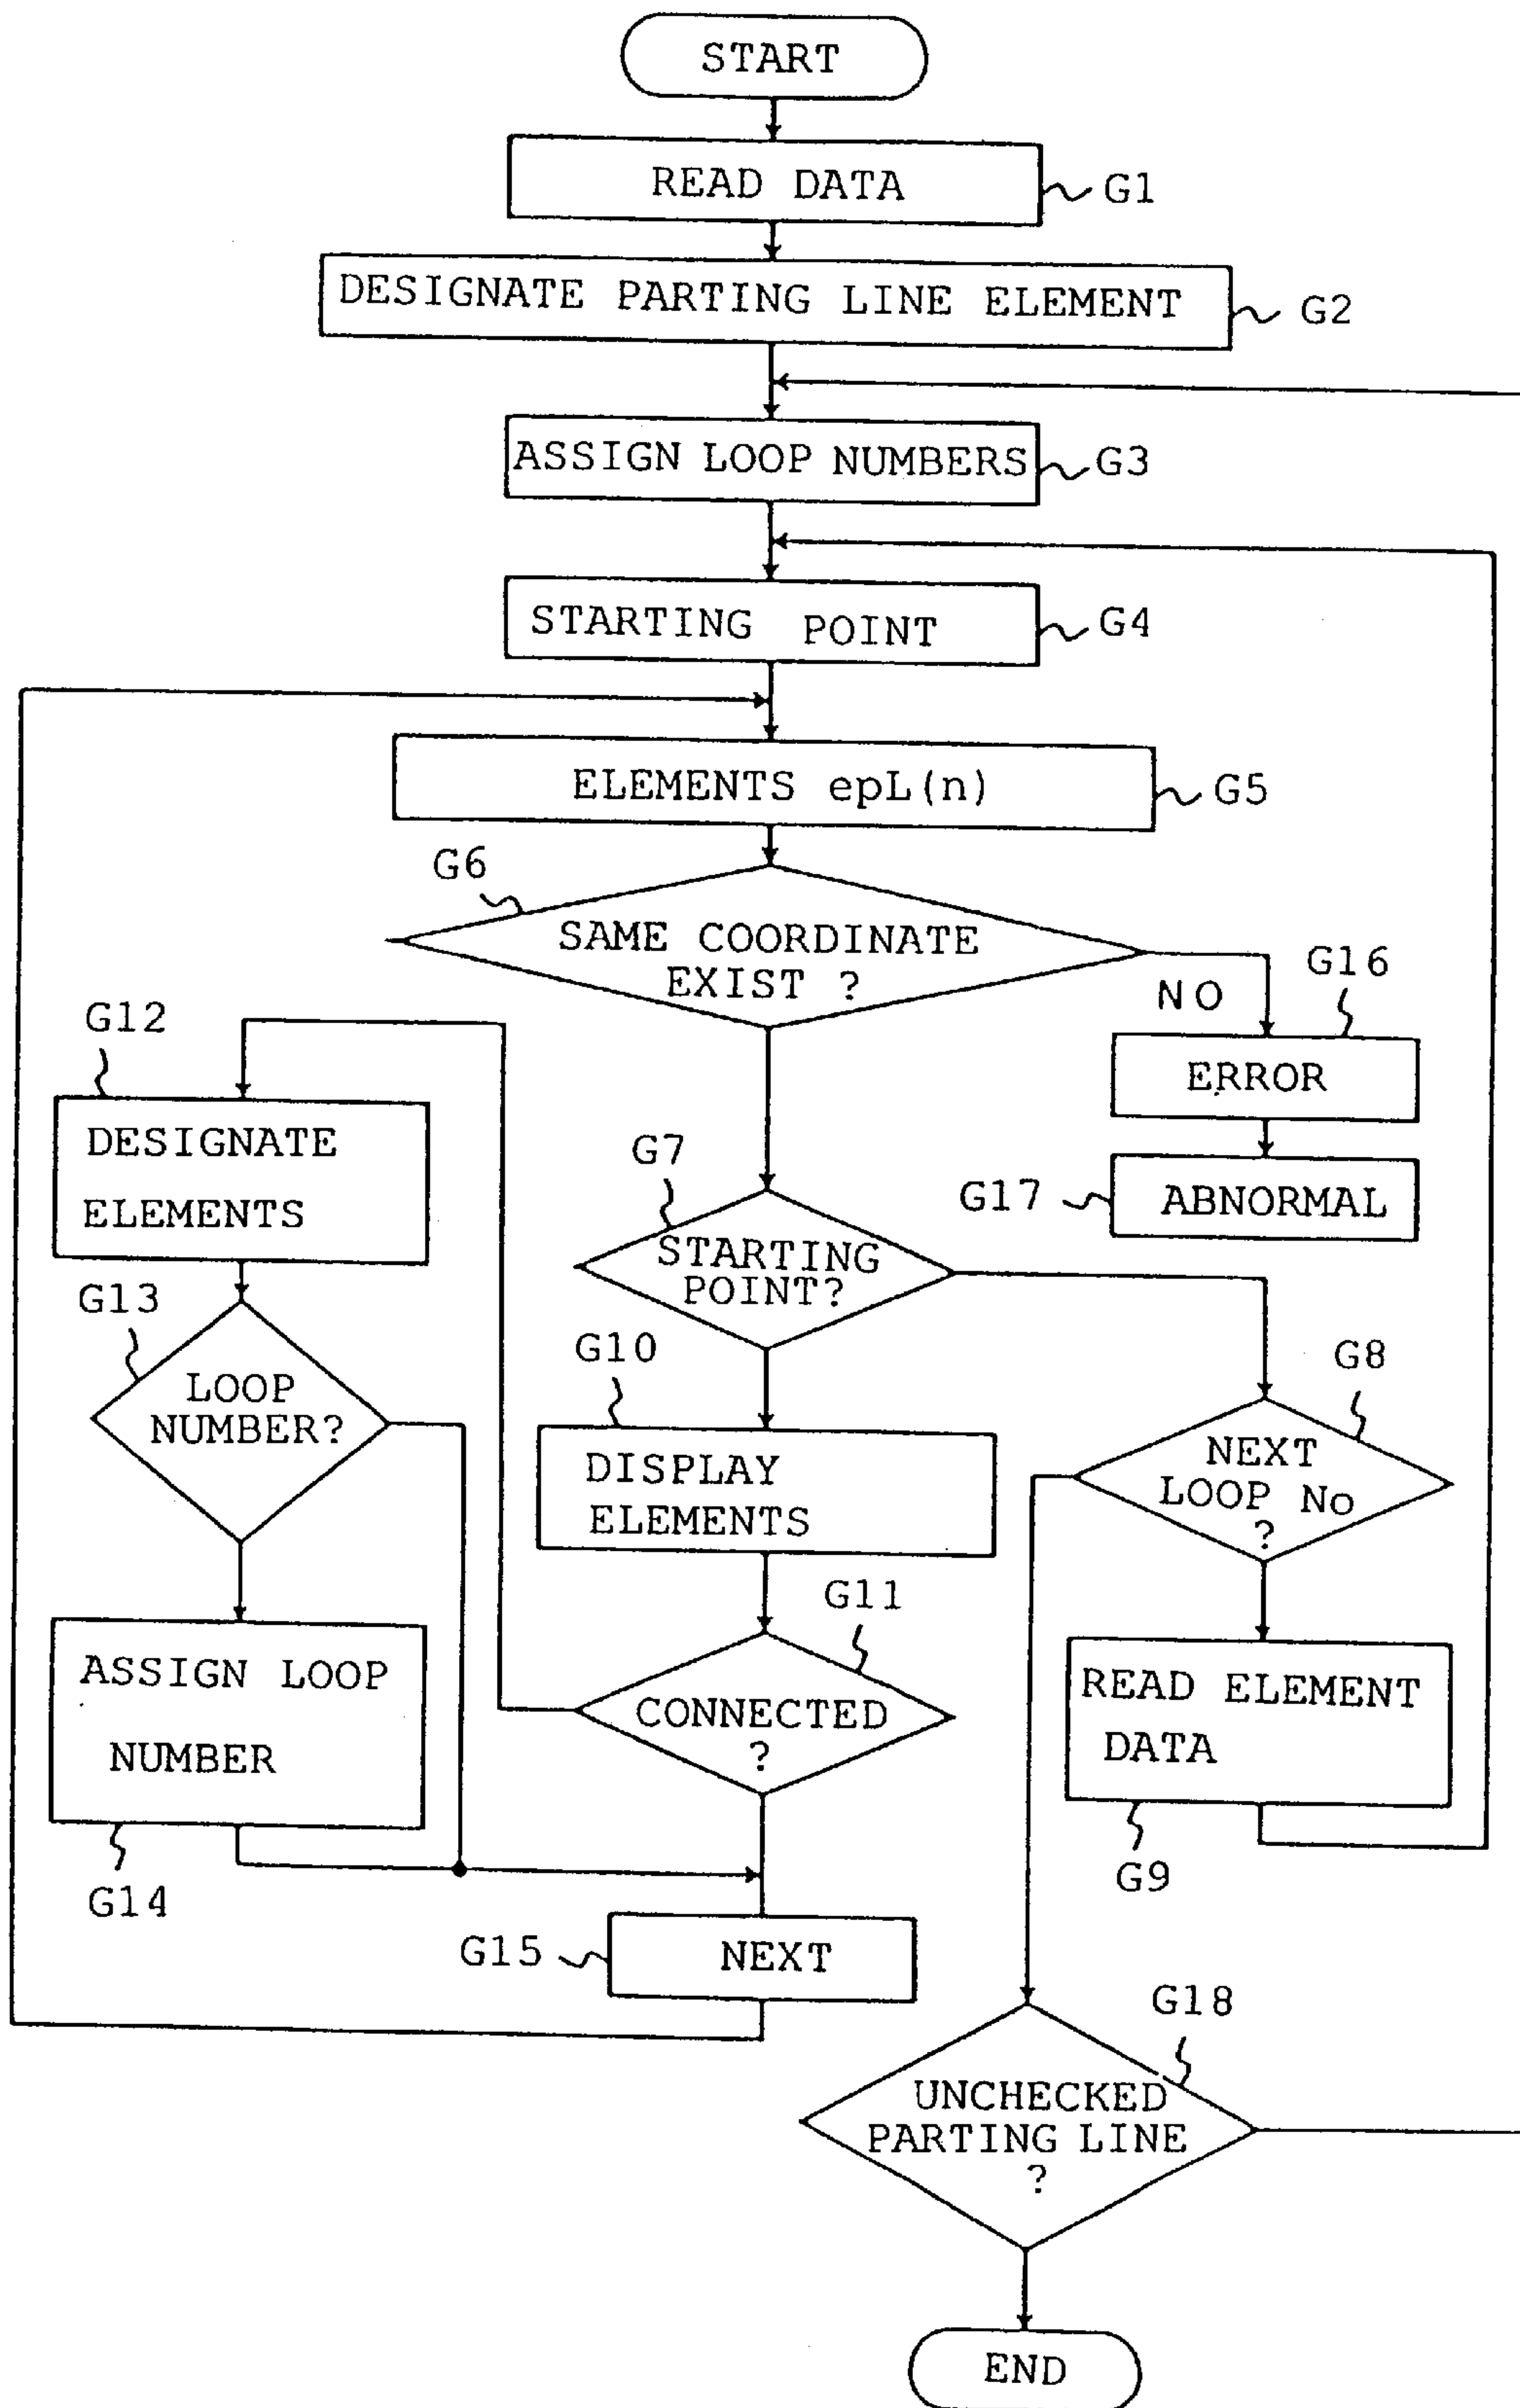 START
READ DATA
G1
DESIGNATE PARTING LINE ELEMENT
G2
ASSIGN LOOP NUMBERS
G3
STARTING POINT
G4
ELEMENTS epL(n)
G5
G6
SAME COORDINATE
EXIST ?
NO
G16
ERROR
G12
DESIGNATE
ELEMENTS
G7
STARTING
POINT?
G17
ABNORMAL
G13
LOOP
NUMBER?
G10
DISPLAY
ELEMENTS
G8
NEXT
LOOP No
?
G11
CONNECTED
?
ASSIGN LOOP
NUMBER
G14
READ ELEMENT
DATA
G9
G15
NEXT
G18
UNCHECKED
PARTING LINE
?
END